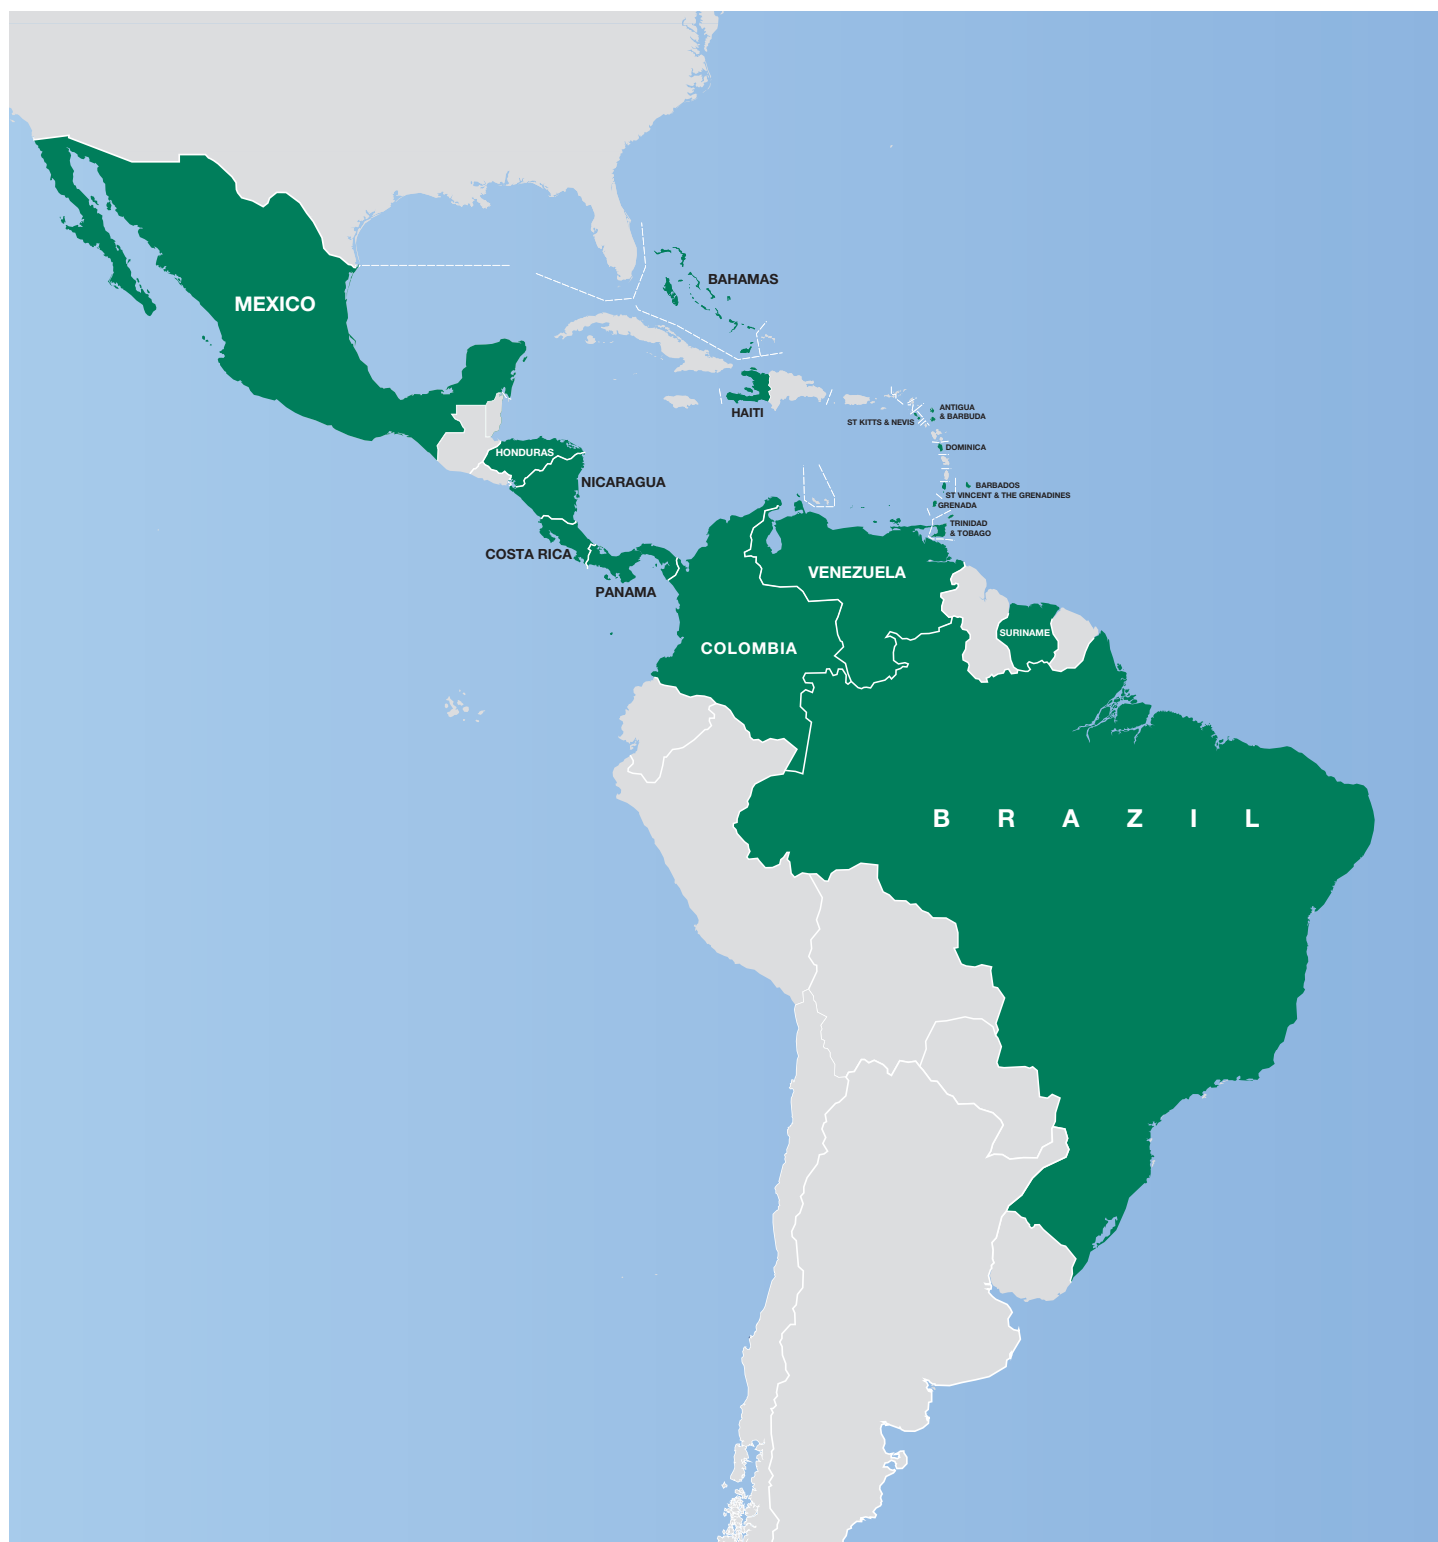 BAHAMAS
MEXICO
HAITI
ANTIGUA
& BARBUDA
ST KITTS & NEVIS
DOMINICA
HONDURAS
NICARAGUA
BARBADOS
ST VINCENT & THE GRENADINES
GRENADA
TRINIDAD
& TOBAGO
COSTA RICA
PANAMA
VENEZUELA
SURINAME
COLOMBIA
BRAZIL